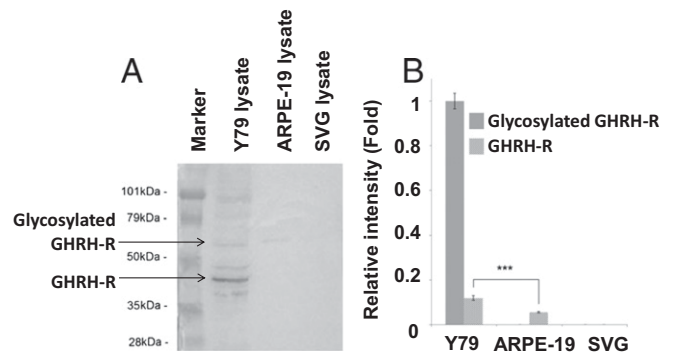 A
Marker
Y79 lysate
ARPE-19 lysate
SVG lysate
101kDa -
79kDa -
Glycosylated
GHRH-R
50kDa -
GHRH-R
35kDa -
28kDa -
B
Relative intensity (Fold)
1
0.8
0.6
0.4
0.2
0
Glycosylated GHRH-R
GHRH-R
***
Y79 ARPE-19 SVG